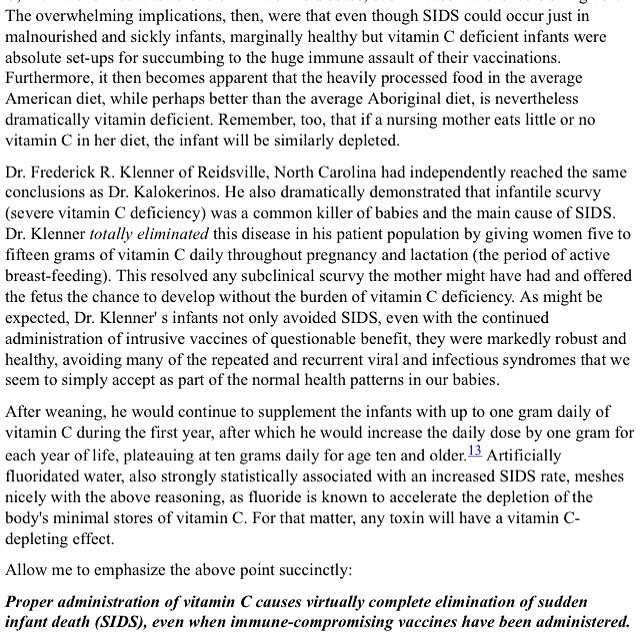 The overwhelming implications, then, were that even though SIDS could occur just in
malnourished and sickly infants, marginally healthy but vitamin C deficient infants were
absolute set-ups for succumbing to the huge immune assault of their vaccinations.
Furthermore, it then becomes apparent that the heavily processed food in the average
American diet, while perhaps better than the average Aboriginal diet, is nevertheless
dramatically vitamin deficient. Remember, too, that if a nursing mother eats little or no
vitamin C in her diet, the infant will be similarly depleted.
Dr. Frederick R. Klenner of Reidsville, North Carolina had independently reached the same
conclusions as Dr. Kalokerinos. He also dramatically demonstrated that infantile scurvy
(severe vitamin C deficiency) was a common killer of babies and the main cause of SIDS.
Dr. Klenner totally eliminated this disease in his patient population by giving women five to
fifteen grams of vitamin C daily throughout pregnancy and lactation (the period of active
breast-feeding). This resolved any subclinical scurvy the mother might have had and offered
the fetus the chance to develop without the burden of vitamin C deficiency. As might be
expected, Dr. Klenner' s infants not only avoided SIDS, even with the continued
administration of intrusive vaccines of questionable benefit, they were markedly robust and
healthy, avoiding many of the repeated and recurrent viral and infectious syndromes that we
seem to simply accept as part of the normal health patterns in our babies.
After weaning, he would continue to supplement the infants with up to one gram daily of
vitamin C during the first year, after which he would increase the daily dose by one gram for
each year of life, plateauing at ten grams daily for age ten and older.13 Artificially
fluoridated water, also strongly statistically associated with an increased SIDS rate, meshes
nicely with the above reasoning, as fluoride is known to accelerate the depletion of the
body's minimal stores of vitamin C. For that matter, any toxin will have a vitamin C-
depleting effect.
Allow me to emphasize the above point succinctly:
Proper administration of vitamin C causes virtually complete elimination of sudden
infant death (SIDS), even when immune-compromising vaccines have been administered.